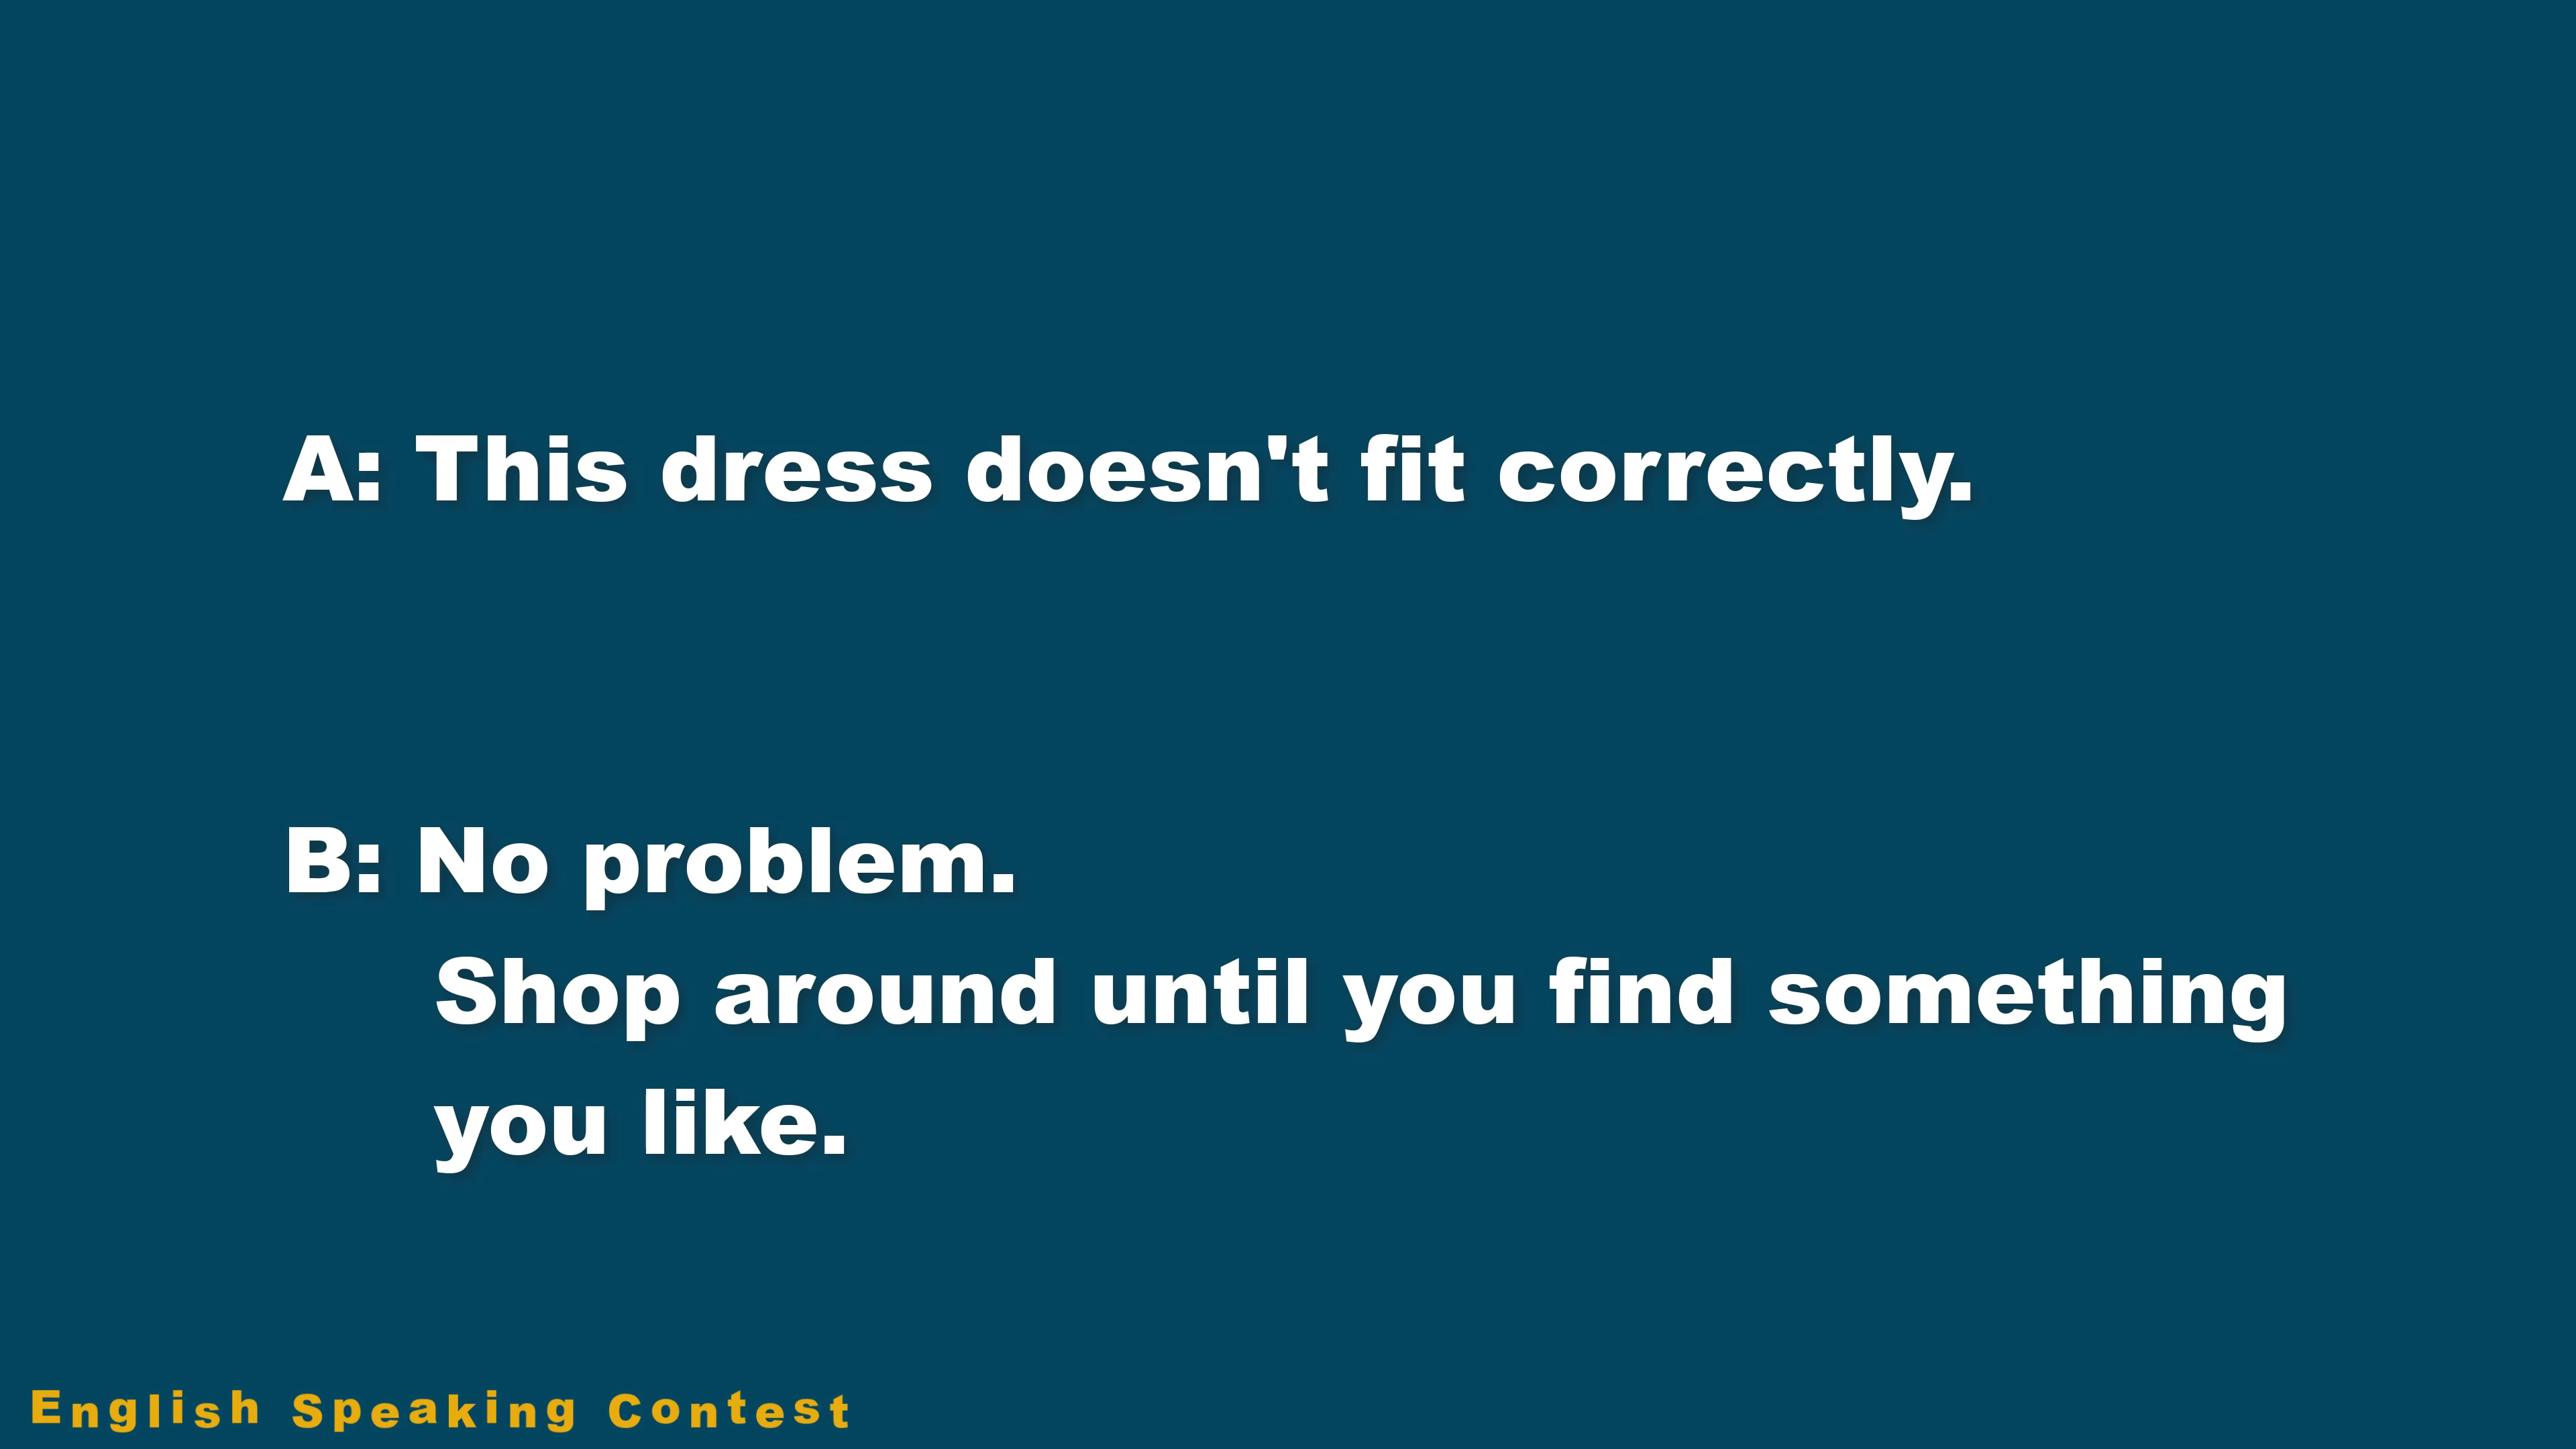 A: This dress doesn't fit correctly.
B: No problem.
Shop around until you find something
you like.
English Speaking Contest